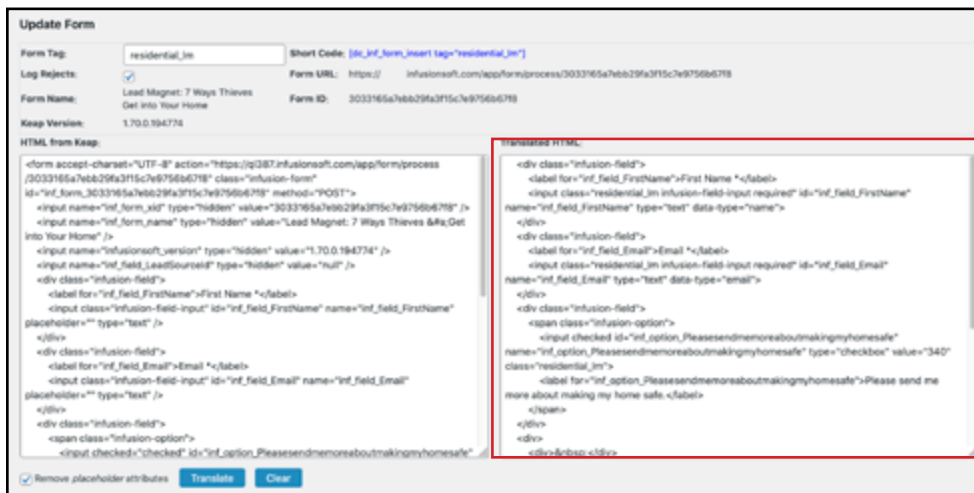 Update Form
Form Tag: residential_lm Short Code: [dc_inf_form_insert tag="residential_lm"]
Log Rejects: Form URL: https:// infusionsoft.com/app/form/process/3033165a7ebb29fa3f15c7e9756b67f8
Form Name: Lead Magnet: 7 Ways Thieves
Get into Your Home Form ID: 3033165a7ebb29fa3f15c7e9756b67f8
Keap Version: 1.70.0.194774
HTML from Keap:
<form accept-charset="UTF-8" action="https://qi387.infusionsoft.com/app/form/process
/3033165a7ebb29fa3f15c7e9756b67f8" class="infusion-form"
id="inf_form_3033165a7ebb29fa3f15c7e9756b67f8" method="POST">
<input name="inf_form_xid" type="hidden" value="3033165a7ebb29fa3f15c7e9756b67f8" />
<input name="inf_form_name" type="hidden" value="Lead Magnet: 7 Ways Thieves &#a;Get
into Your Home" />
<input name="infusionsoft_version" type="hidden" value="1.70.0.194774" />
<input name="inf_field_LeadSourceId" type="hidden" value="null" />
<div class="infusion-field">
<label for="inf_field_FirstName">First Name *</label>
<input class="infusion-field-input" id="inf_field_FirstName" name="inf_field_FirstName"
placeholder="" type="text" />
</div>
<div class="infusion-field">
<label for="inf_field_Email">Email *</label>
<input class="infusion-field-input" id="inf_field_Email" name="inf_field_Email"
placeholder="" type="text" />
</div>
<div class="infusion-field">
<span class="infusion-option">
<input checked="checked" id="inf_option_Pleasesendmemoreaboutmakingmyhomesafe"
Translated HTML:
<div class="infusion-field">
<label for="inf_field_FirstName">First Name *</label>
<input class="residential_lm infusion-field-input required" id="inf_field_FirstName"
name="inf_field_FirstName" type="text" data-type="name">
</div>
<div class="infusion-field">
<label for="inf_field_Email">Email *</label>
<input class="residential_lm infusion-field-input required" id="inf_field_Email"
name="inf_field_Email" type="text" data-type="email">
</div>
<div class="infusion-field">
<span class="infusion-option">
<input checked id="inf_option_Pleasesendmemoreaboutmakingmyhomesafe"
name="inf_option_Pleasesendmemoreaboutmakingmyhomesafe" type="checkbox" value="340"
class="residential_lm">
<label for="inf_option_Pleasesendmemoreaboutmakingmyhomesafe">Please send me
more about making my home safe.</label>
</span>
</div>
<div>
<div>&nbsp;</div>
Remove placeholder attributes Translate Clear